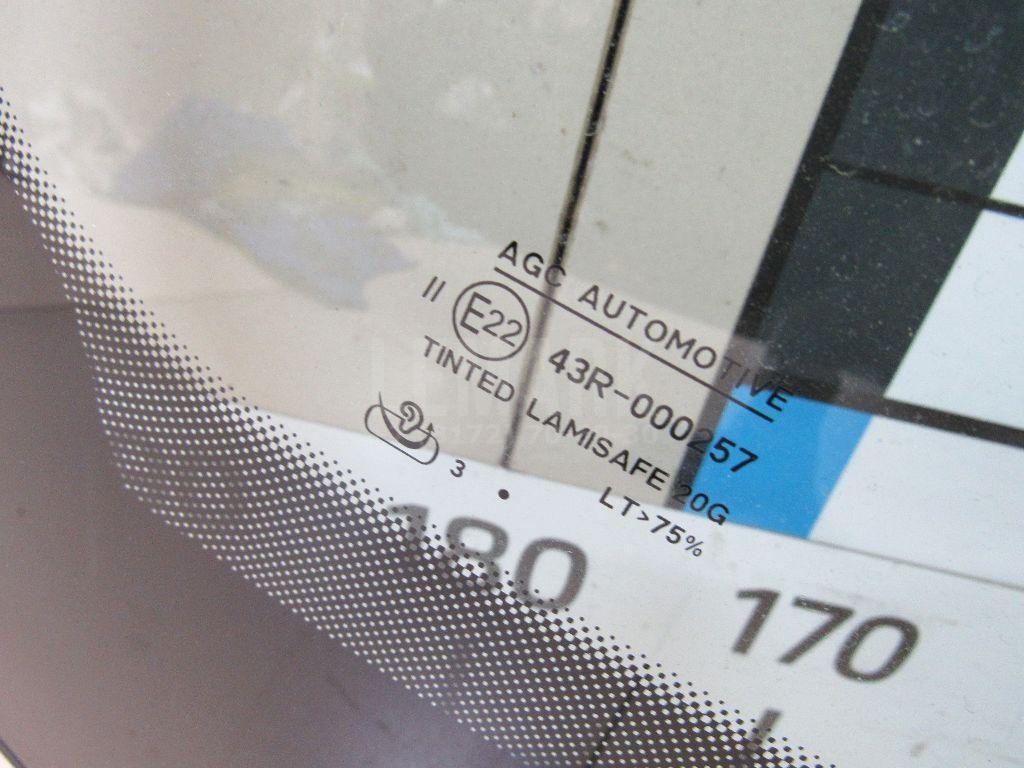 AGC AUTOMOTIVE
II E22 43R-000257
TINTED LAMISAFE 20G
LT>75%
3
180
170